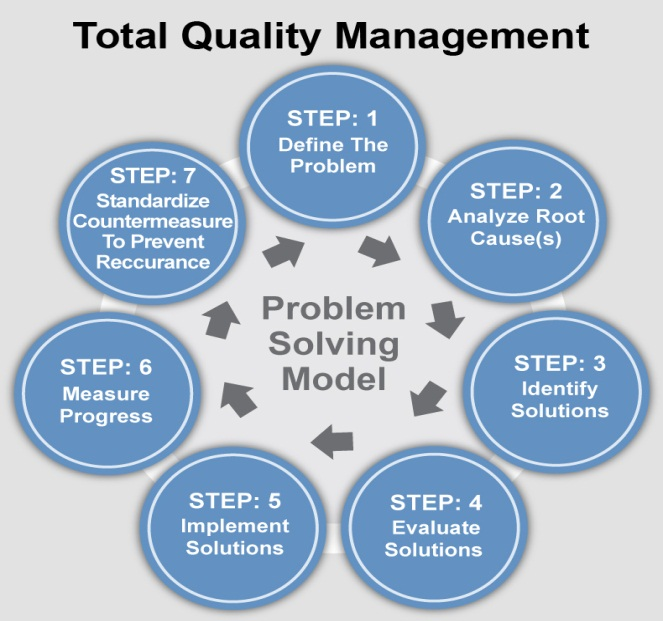 Total Quality Management
STEP: 1
Define The
Problem
STEP: 2
Analyze Root
Cause(s)
STEP: 3
Identify
Solutions
STEP: 4
Evaluate
Solutions
STEP: 5
Implement
Solutions
STEP: 6
Measure
Progress
STEP: 7
Standardize
Countermeasure
To Prevent
Reccurance
Problem
Solving
Model